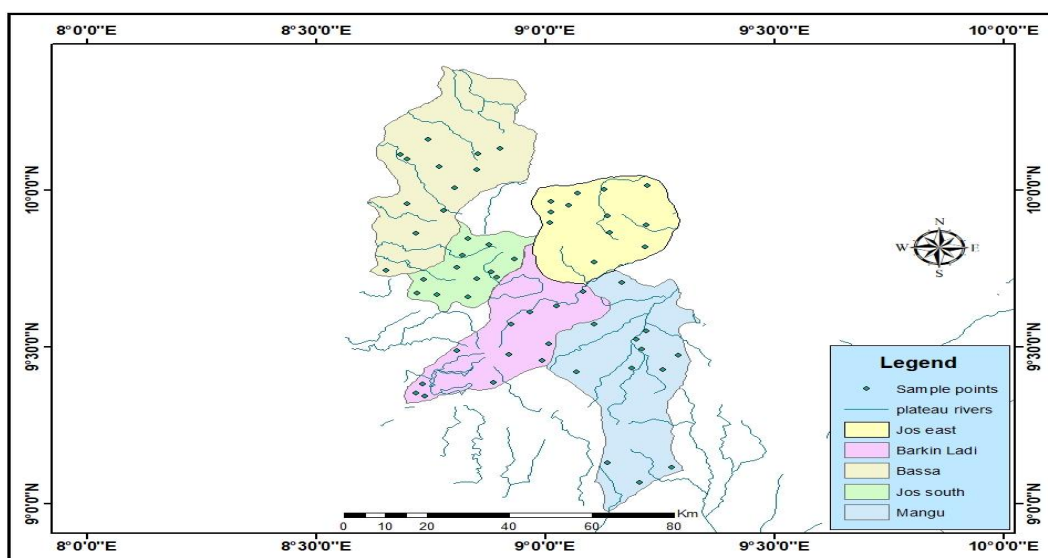 8°0'0"E 8°30'0"E 9°0'0"E 9°30'0"E 10°0'0"E
10°0'0"N 10°0'0"N
N
W E
S
9°30'0"N 9°30'0"N
Legend
Sample points
plateau rivers
Jos east
Barkin Ladi
Bassa
Jos south
Mangu
9°0'0"N 9°0'0"N
Km
0 5 10 20 40 60 80
8°0'0"E 8°30'0"E 9°0'0"E 9°30'0"E 10°0'0"E